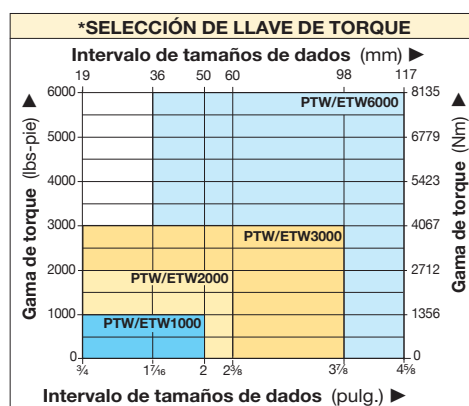 *SELECCIÓN DE LLAVE DE TORQUE
Intervalo de tamaños de dados (mm) ►
19 36 50 60 98 117
Gama de torque (lbs-pie) ►
6000
5000
4000
3000
2000
1000
0
PTW/ETW6000
PTW/ETW3000
PTW/ETW2000
PTW/ETW1000
8135
6779
5423
4067
2712
1356
0
Gama de torque (Nm) ►
¾ 1⁷⁄₁₆ 2 2⅜ 3⅞ 4⅝
Intervalo de tamaños de dados (pulg.) ►